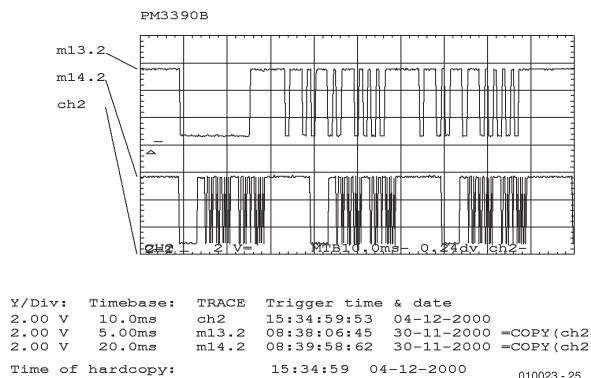 PM3390B
m13.2
m14.2
ch2
2 V= MTB10.0ms- 0.24dv ch2-
Y/Div: Timebase: TRACE Trigger time & date
2.00 V 10.0ms ch2 15:34:59:53 04-12-2000
2.00 V 5.00ms m13.2 08:38:06:45 30-11-2000 =COPY(ch2
2.00 V 20.0ms m14.2 08:39:58:62 30-11-2000 =COPY(ch2
Time of hardcopy: 15:34:59 04-12-2000
010023 - 25